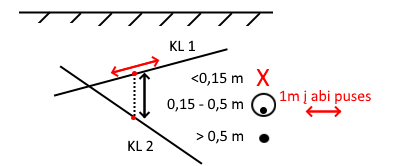 KL 1
<0,15 m X
0,15 - 0,5 m 1m į abi puses
> 0,5 m
KL 2